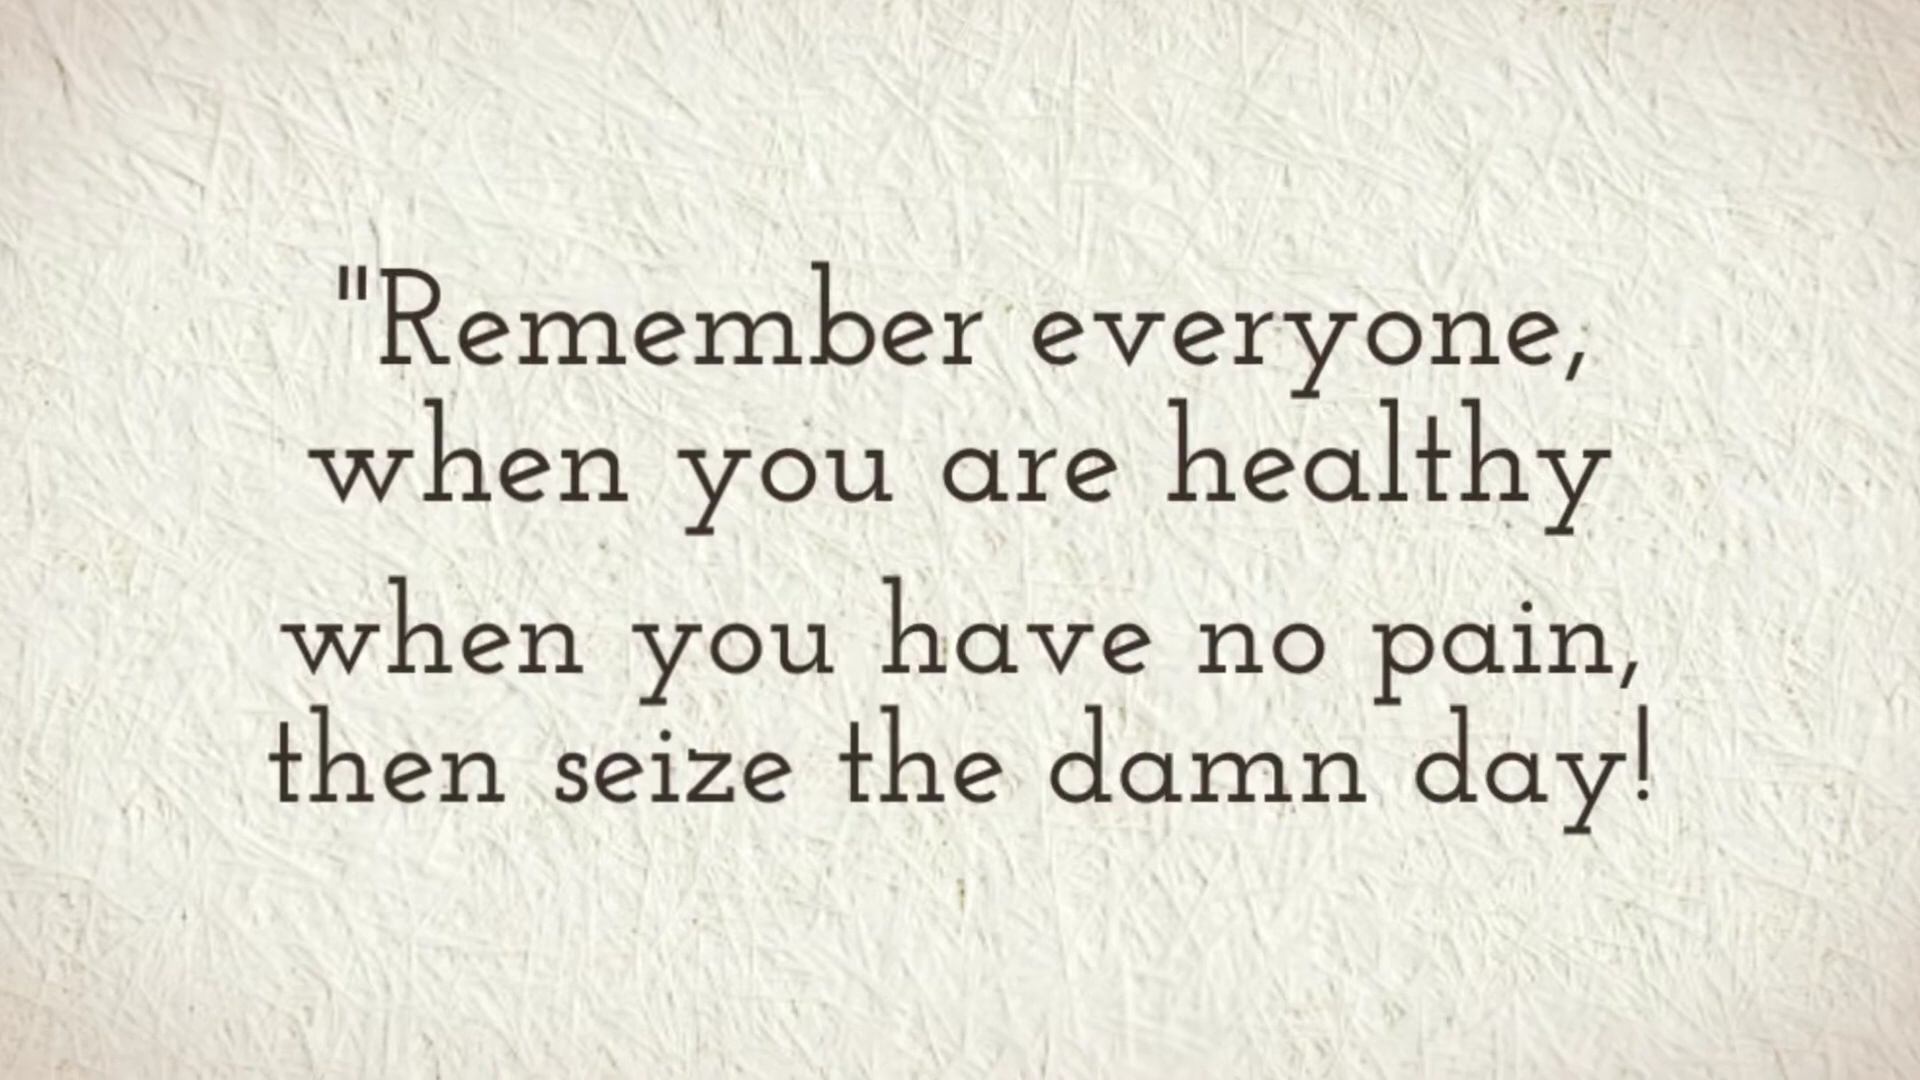 "Remember everyone,
when you are healthy
when you have no pain,
then seize the damn day!